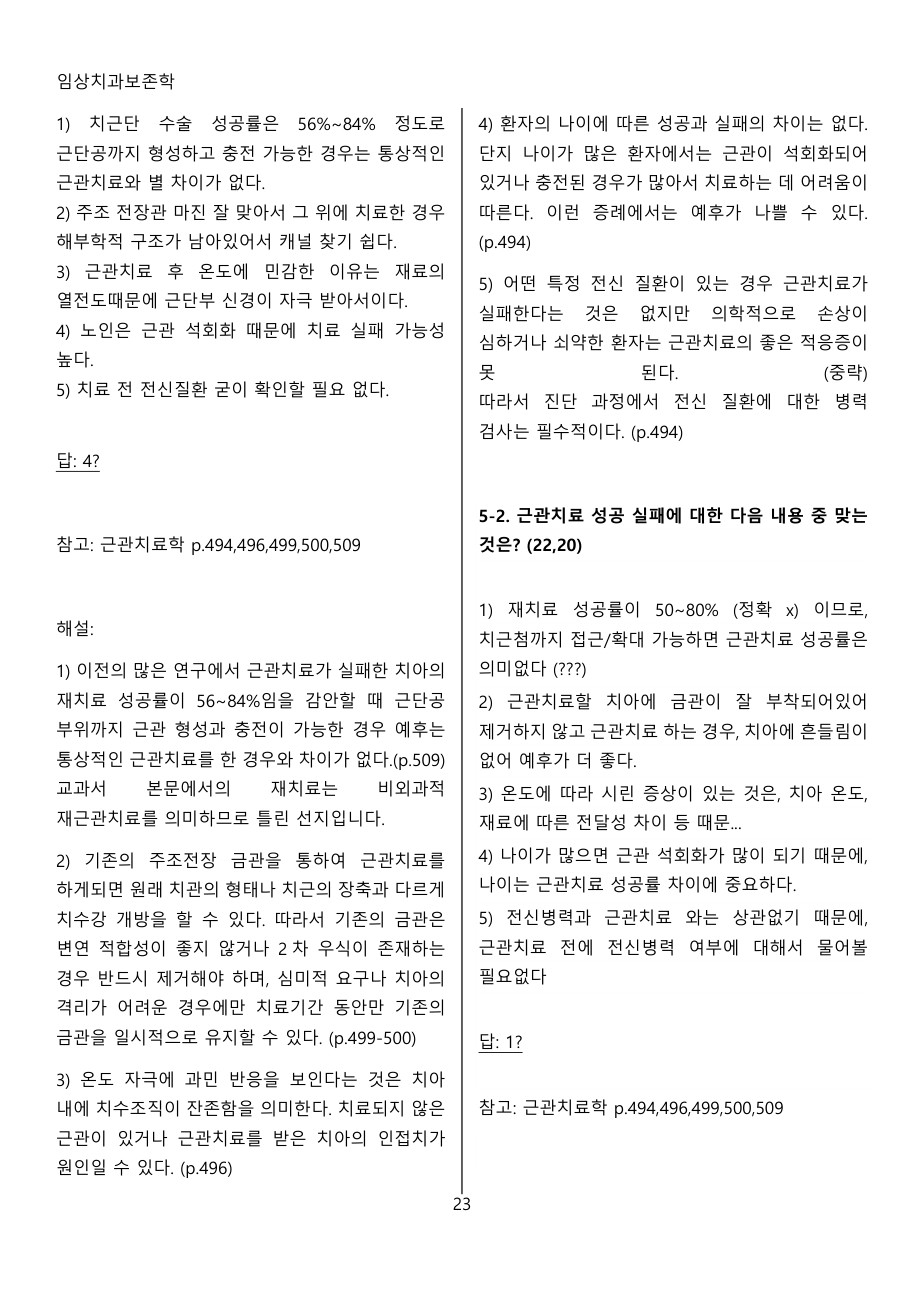 임상치과보존학
1) 치근단 수술 성공률은 56%~84% 정도로
근단공까지 형성하고 충전 가능한 경우는 통상적인
근관치료와 별 차이가 없다.
2) 주조 전장관 마진 잘 맞아서 그 위에 치료한 경우
해부학적 구조가 남아있어서 캐널 찾기 쉽다.
3) 근관치료 후 온도에 민감한 이유는 재료의
열전도때문에 근단부 신경이 자극 받아서이다.
4) 노인은 근관 석회화 때문에 치료 실패 가능성
높다.
5) 치료 전 전신질환 굳이 확인할 필요 없다.
답: 4?
참고: 근관치료학 p.494,496,499,500,509
해설:
1) 이전의 많은 연구에서 근관치료가 실패한 치아의
재치료 성공률이 56~84%임을 감안할 때 근단공
부위까지 근관 형성과 충전이 가능한 경우 예후는
통상적인 근관치료를 한 경우와 차이가 없다.(p.509)
교과서 본문에서의 재치료는 비외과적
재근관치료를 의미하므로 틀린 선지입니다.
2) 기존의 주조전장 금관을 통하여 근관치료를
하게되면 원래 치관의 형태나 치근의 장축과 다르게
치수강 개방을 할 수 있다. 따라서 기존의 금관은
변연 적합성이 좋지 않거나 2 차 우식이 존재하는
경우 반드시 제거해야 하며, 심미적 요구나 치아의
격리가 어려운 경우에만 치료기간 동안만 기존의
금관을 일시적으로 유지할 수 있다. (p.499-500)
3) 온도 자극에 과민 반응을 보인다는 것은 치아
내에 치수조직이 잔존함을 의미한다. 치료되지 않은
근관이 있거나 근관치료를 받은 치아의 인접치가
원인일 수 있다. (p.496)
4) 환자의 나이에 따른 성공과 실패의 차이는 없다.
단지 나이가 많은 환자에서는 근관이 석회화되어
있거나 충전된 경우가 많아서 치료하는 데 어려움이
따른다. 이런 증례에서는 예후가 나쁠 수 있다.
(p.494)
5) 어떤 특정 전신 질환이 있는 경우 근관치료가
실패한다는 것은 없지만 의학적으로 손상이
심하거나 쇠약한 환자는 근관치료의 좋은 적응증이
못 된다. (중략)
따라서 진단 과정에서 전신 질환에 대한 병력
검사는 필수적이다. (p.494)
5-2. 근관치료 성공 실패에 대한 다음 내용 중 맞는
것은? (22,20)
1) 재치료 성공률이 50~80% (정확 x) 이므로,
치근첨까지 접근/확대 가능하면 근관치료 성공률은
의미없다 (???)
2) 근관치료할 치아에 금관이 잘 부착되어있어
제거하지 않고 근관치료 하는 경우, 치아에 흔들림이
없어 예후가 더 좋다.
3) 온도에 따라 시린 증상이 있는 것은, 치아 온도,
재료에 따른 전달성 차이 등 때문...
4) 나이가 많으면 근관 석회화가 많이 되기 때문에,
나이는 근관치료 성공률 차이에 중요하다.
5) 전신병력과 근관치료 와는 상관없기 때문에,
근관치료 전에 전신병력 여부에 대해서 물어볼
필요없다
답: 1?
참고: 근관치료학 p.494,496,499,500,509
23